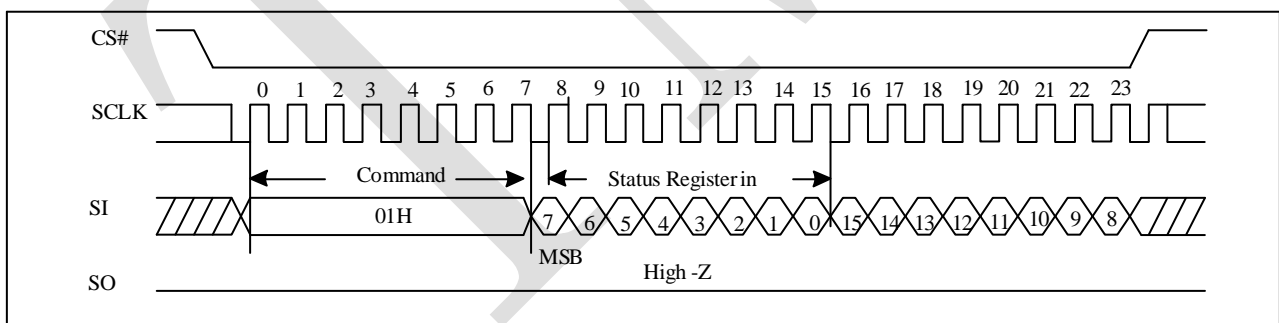 CS#
0 1 2 3 4 5 6 7 8 9 10 11 12 13 14 15 16 17 18 19 20 21 22 23
SCLK
Command Status Register in
SI 01H 7 6 5 4 3 2 1 0 15 14 13 12 11 10 9 8
MSB
SO High -Z